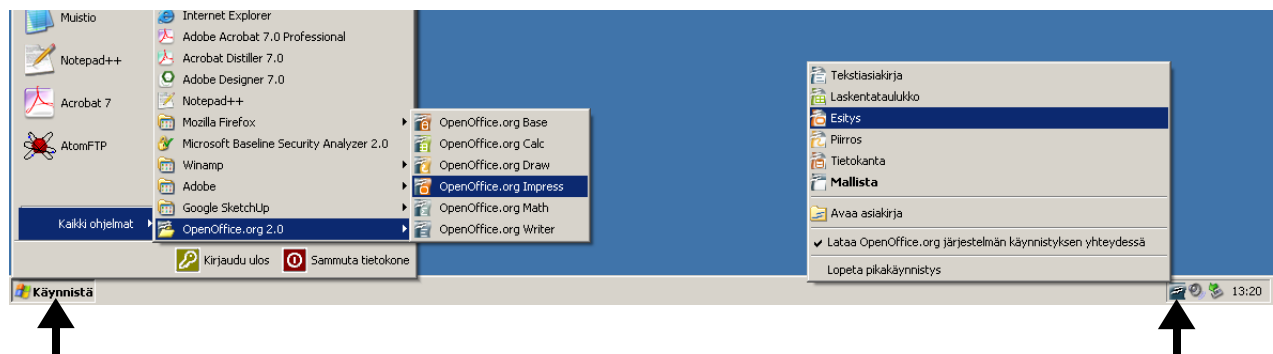 Muistio
Notepad++
Acrobat 7
AtomFTP
Kaikki ohjelmat
Internet Explorer
Adobe Acrobat 7.0 Professional
Acrobat Distiller 7.0
Adobe Designer 7.0
Notepad++
Mozilla Firefox
Microsoft Baseline Security Analyzer 2.0
Winamp
Adobe
Google SketchUp
OpenOffice.org 2.0
OpenOffice.org Base
OpenOffice.org Calc
OpenOffice.org Draw
OpenOffice.org Impress
OpenOffice.org Math
OpenOffice.org Writer
Kirjaudu ulos
Sammuta tietokone
Käynnistä
Tekstiasiakirja
Laskentataulukko
Esitys
Piirros
Tietokanta
Mallista
Avaa asiakirja
Lataa OpenOffice.org järjestelmän käynnistyksen yhteydessä
Lopeta pikakäynnistys
13:20